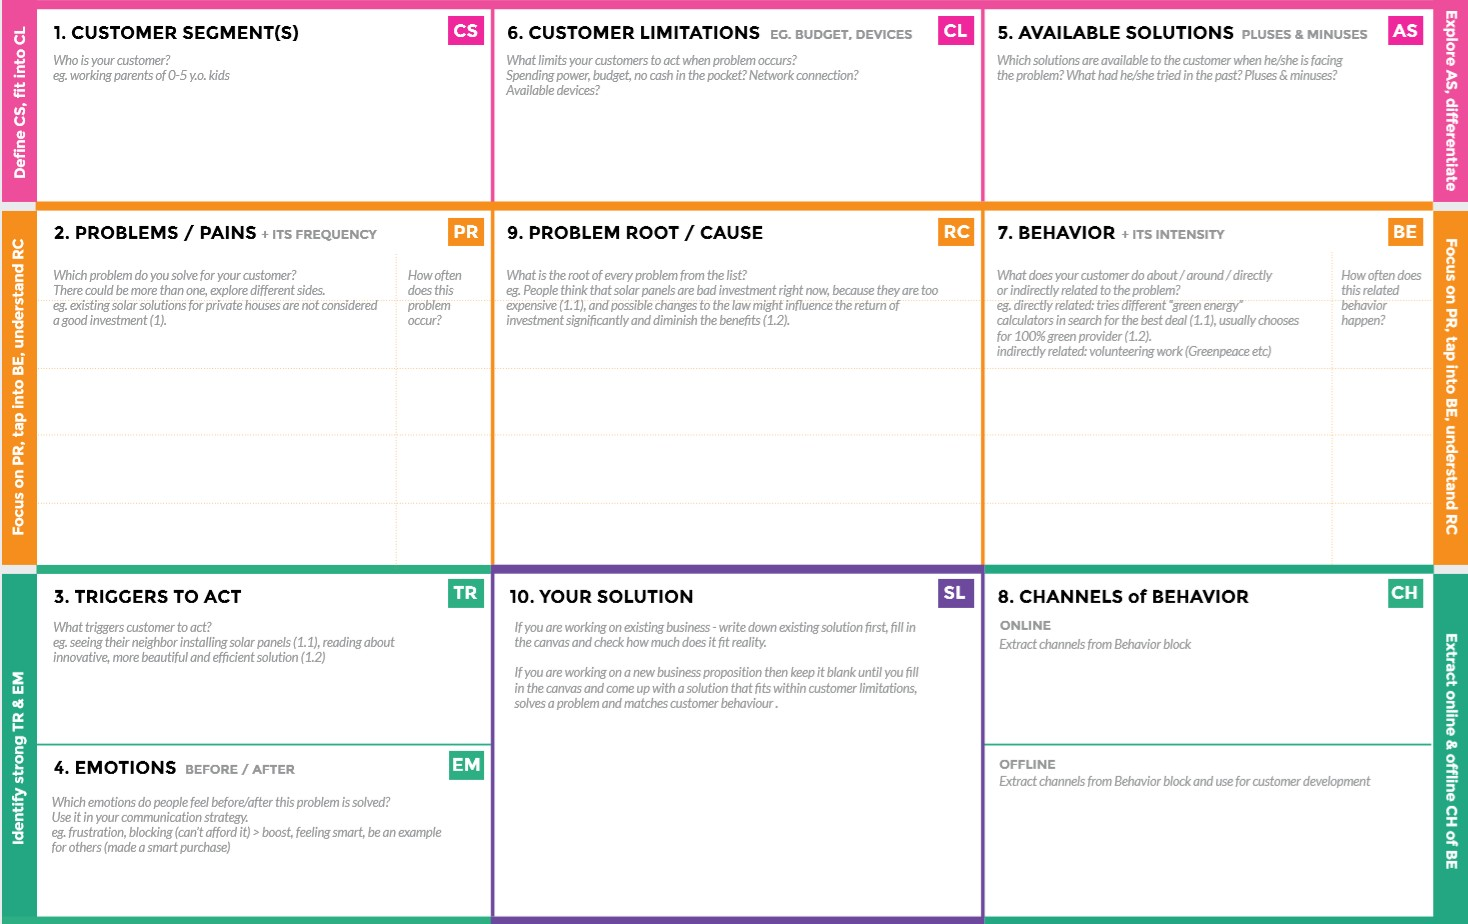 Define CS, fit into CL
1. CUSTOMER SEGMENT(S)
CS
Who is your customer?
eg. working parents of 0-5 y.o. kids
6. CUSTOMER LIMITATIONS EG. BUDGET, DEVICES
CL
What limits your customers to act when problem occurs?
Spending power, budget, no cash in the pocket? Network connection?
Available devices?
5. AVAILABLE SOLUTIONS PLUSES & MINUSES
AS
Which solutions are available to the customer when he/she is facing
the problem? What had he/she tried in the past? Pluses & minuses?
Explore AS, differentiate
Focus on PR, tap into BE, understand RC
2. PROBLEMS / PAINS + ITS FREQUENCY
PR
Which problem do you solve for your customer?
There could be more than one, explore different sides.
eg. existing solar solutions for private houses are not considered
a good investment (1).
How often
does this
problem
occur?
9. PROBLEM ROOT / CAUSE
RC
What is the root of every problem from the list?
eg. People think that solar panels are bad investment right now, because they are too
expensive (1.1), and possible changes to the law might influence the return of
investment significantly and diminish the benefits (1.2).
7. BEHAVIOR + ITS INTENSITY
BE
What does your customer do about / around / directly
or indirectly related to the problem?
eg. directly related: tries different "green energy"
calculators in search for the best deal (1.1), usually chooses
for 100% green provider (1.2).
indirectly related: volunteering work (Greenpeace etc)
How often does
this related
behavior
happen?
Focus on PR, tap into BE, understand RC
Identify strong TR & EM
3. TRIGGERS TO ACT
TR
What triggers customer to act?
eg. seeing their neighbor installing solar panels (1.1), reading about
innovative, more beautiful and efficient solution (1.2)
4. EMOTIONS BEFORE / AFTER
EM
Which emotions do people feel before/after this problem is solved?
Use it in your communication strategy.
eg. frustration, blocking (can't afford it) > boost, feeling smart, be an example
for others (made a smart purchase)
10. YOUR SOLUTION
SL
If you are working on existing business - write down existing solution first, fill in
the canvas and check how much does it fit reality.
If you are working on a new business proposition then keep it blank until you fill
in the canvas and come up with a solution that fits within customer limitations,
solves a problem and matches customer behaviour .
8. CHANNELS of BEHAVIOR
CH
ONLINE
Extract channels from Behavior block
OFFLINE
Extract channels from Behavior block and use for customer development
Extract online & offline CH of BE